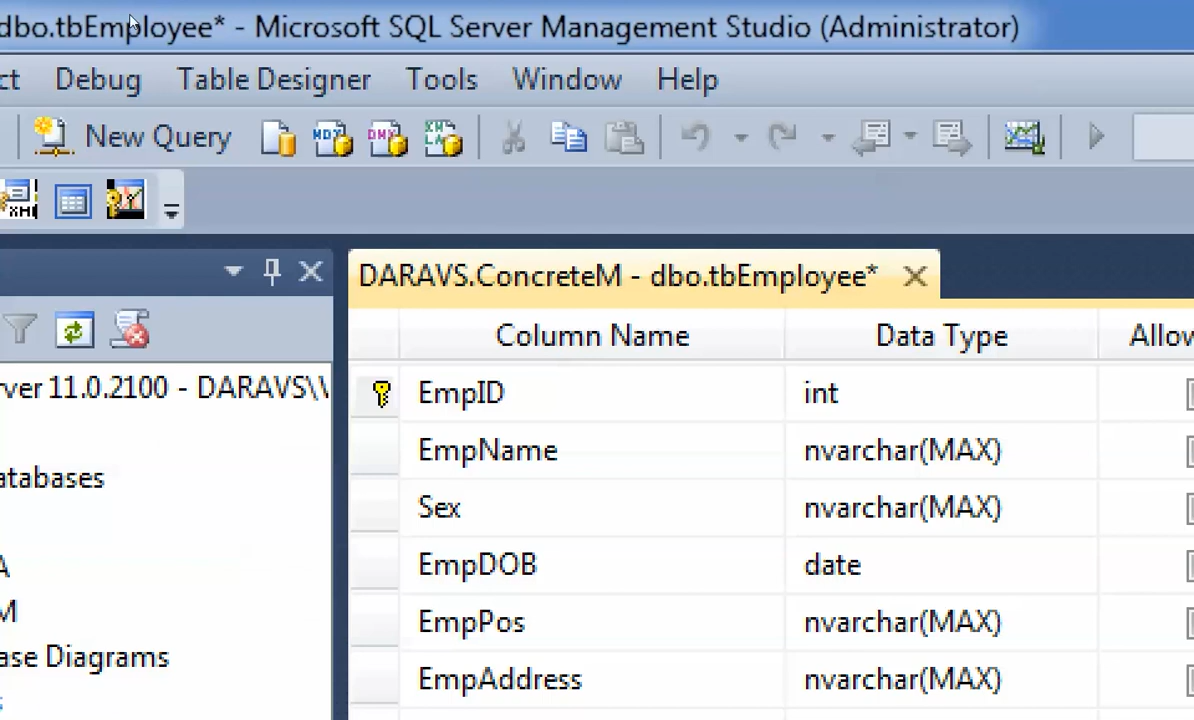 dbo.tbEmployee* - Microsoft SQL Server Management Studio (Administrator)
ct Debug Table Designer Tools Window Help
New Query
DARAVS.ConcreteM - dbo.tbEmployee*
Column Name Data Type Allow
rver 11.0.2100 - DARAVS\
EmpID int
EmpName nvarchar(MAX)
atabases
Sex nvarchar(MAX)
EmpDOB date
A
M
EmpPos nvarchar(MAX)
ase Diagrams
EmpAddress nvarchar(MAX)